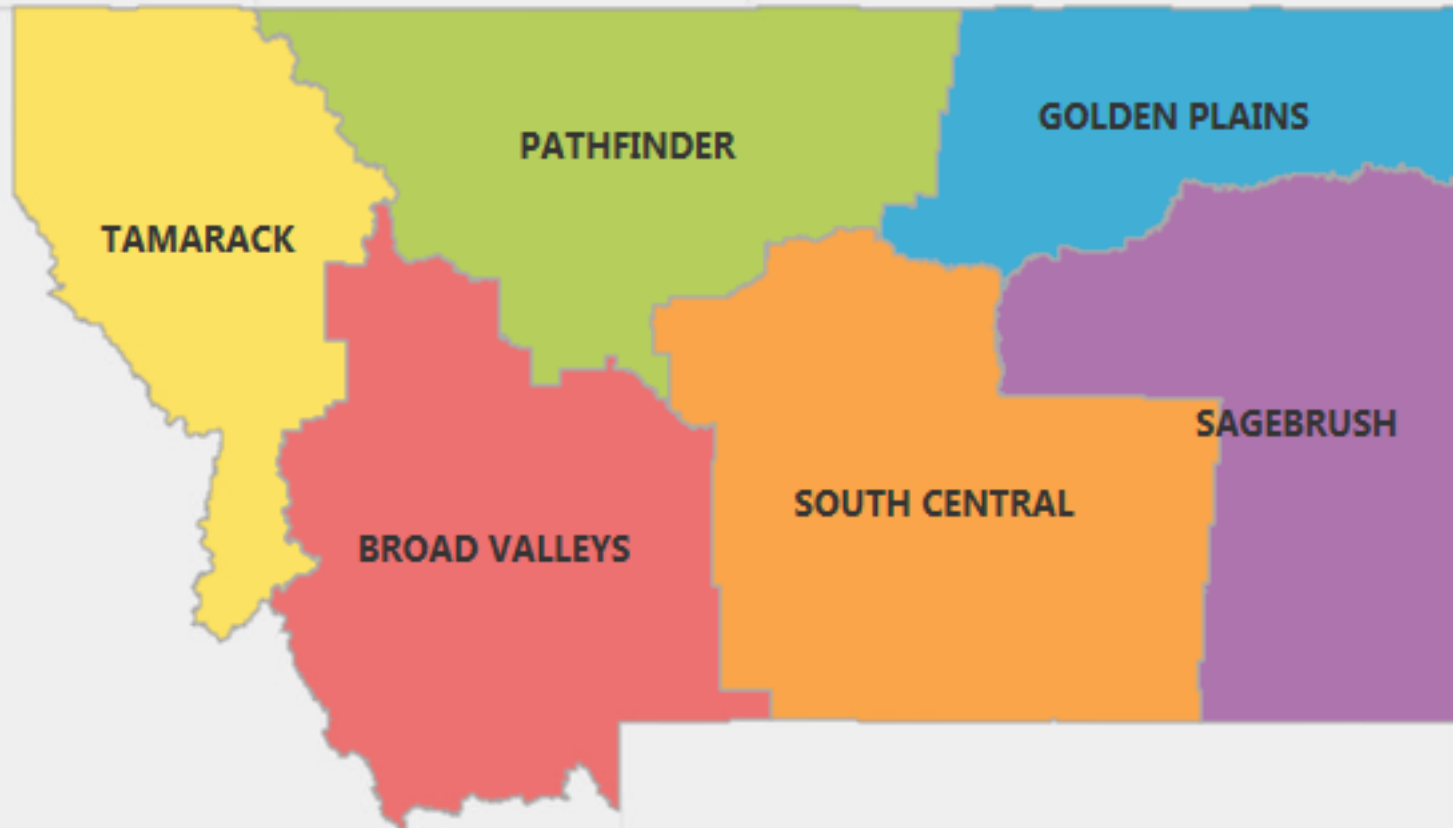 GOLDEN PLAINS
PATHFINDER
TAMARACK
SAGEBRUSH
SOUTH CENTRAL
BROAD VALLEYS